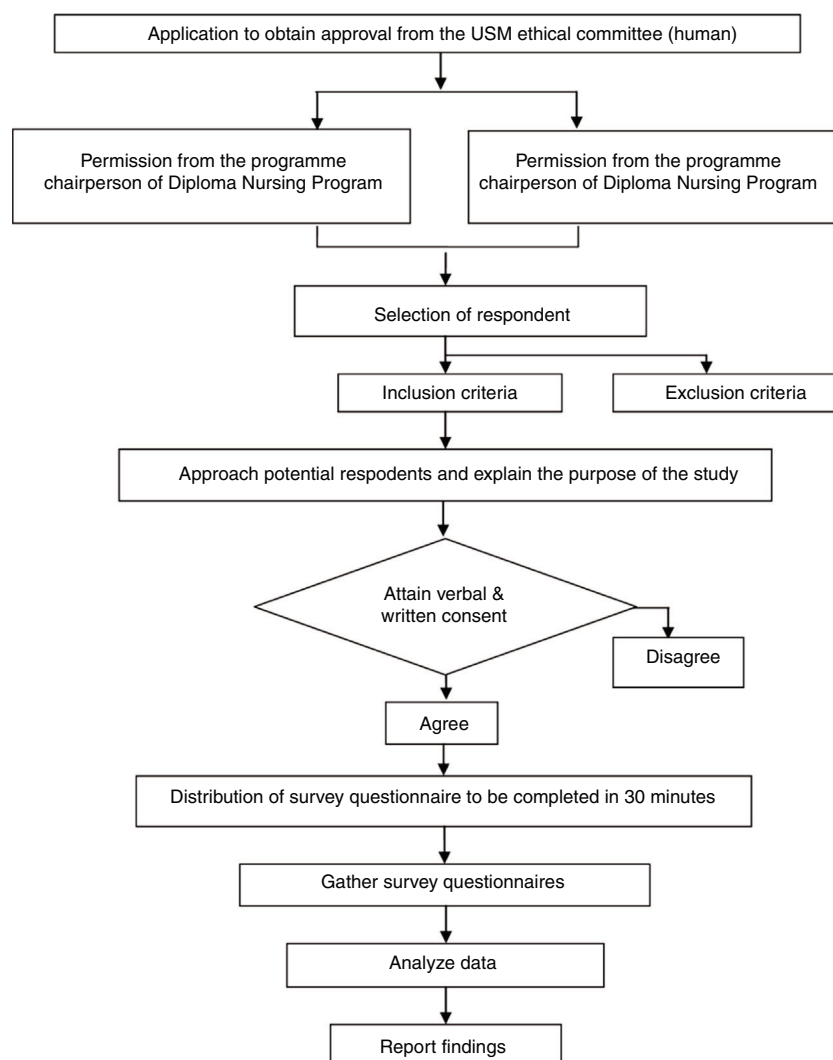 Application to obtain approval from the USM ethical committee (human)
Permission from the programme
chairperson of Diploma Nursing Program
Permission from the programme
chairperson of Diploma Nursing Program
Selection of respondent
Inclusion criteria
Exclusion criteria
Approach potential respodents and explain the purpose of the study
Attain verbal &
written consent
Disagree
Agree
Distribution of survey questionnaire to be completed in 30 minutes
Gather survey questionnaires
Analyze data
Report findings